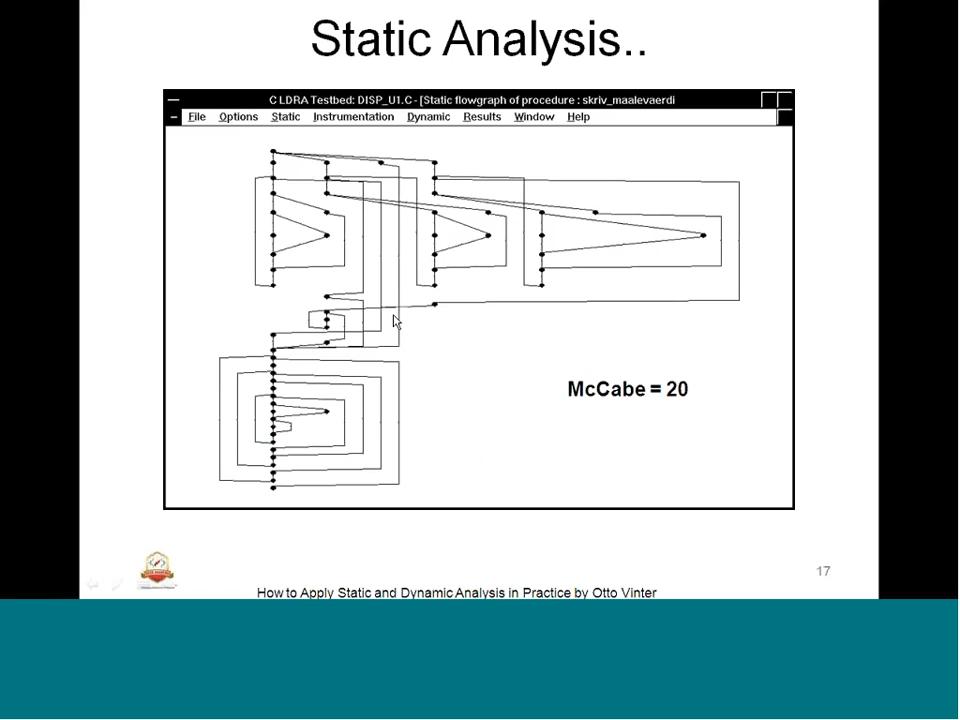 Static Analysis..
C LDRA Testbed: DISP_U1.C - [Static flowgraph of procedure : skriv_maalevaerdi
File Options Static Instrumentation Dynamic Results Window Help
McCabe = 20
17
How to Apply Static and Dynamic Analysis in Practice by Otto Vinter